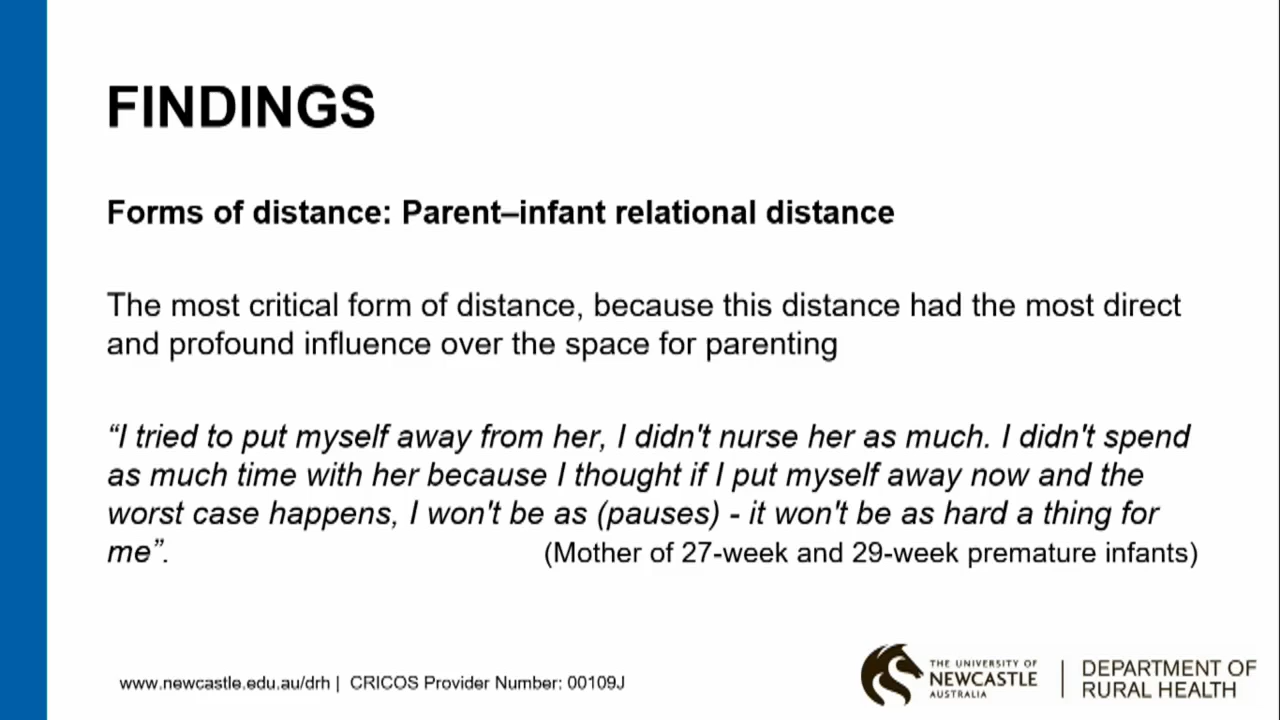 FINDINGS
Forms of distance: Parent–infant relational distance
The most critical form of distance, because this distance had the most direct
and profound influence over the space for parenting
“I tried to put myself away from her, I didn't nurse her as much. I didn't spend
as much time with her because I thought if I put myself away now and the
worst case happens, I won't be as (pauses) - it won't be as hard a thing for
me”. (Mother of 27-week and 29-week premature infants)
www.newcastle.edu.au/drh | CRICOS Provider Number: 00109J
THE UNIVERSITY OF
NEWCASTLE
AUSTRALIA
DEPARTMENT OF
RURAL HEALTH